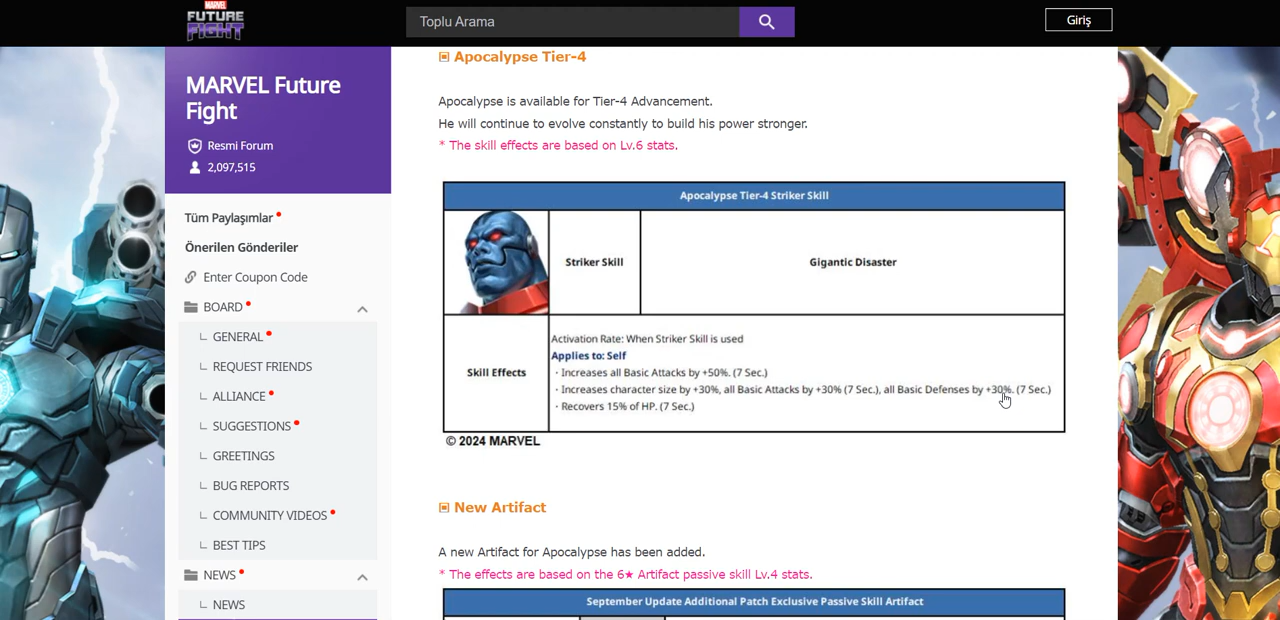 MARVEL
FUTURE
FIGHT
Toplu Arama
Giriş
MARVEL Future
Fight
Resmi Forum
2,097,515
Tüm Paylaşımlar
Önerilen Gönderiler
Enter Coupon Code
BOARD
GENERAL
REQUEST FRIENDS
ALLIANCE
SUGGESTIONS
GREETINGS
BUG REPORTS
COMMUNITY VIDEOS
BEST TIPS
NEWS
NEWS
Apocalypse Tier-4
Apocalypse is available for Tier-4 Advancement.
He will continue to evolve constantly to build his power stronger.
* The skill effects are based on Lv.6 stats.
Apocalypse Tier-4 Striker Skill
Striker Skill
Gigantic Disaster
Skill Effects
Activation Rate: When Striker Skill is used
Applies to: Self
· Increases all Basic Attacks by +50%. (7 Sec.)
· Increases character size by +30%, all Basic Attacks by +30% (7 Sec.), all Basic Defenses by +30%. (7 Sec.)
· Recovers 15% of HP. (7 Sec.)
© 2024 MARVEL
New Artifact
A new Artifact for Apocalypse has been added.
* The effects are based on the 6★ Artifact passive skill Lv.4 stats.
September Update Additional Patch Exclusive Passive Skill Artifact